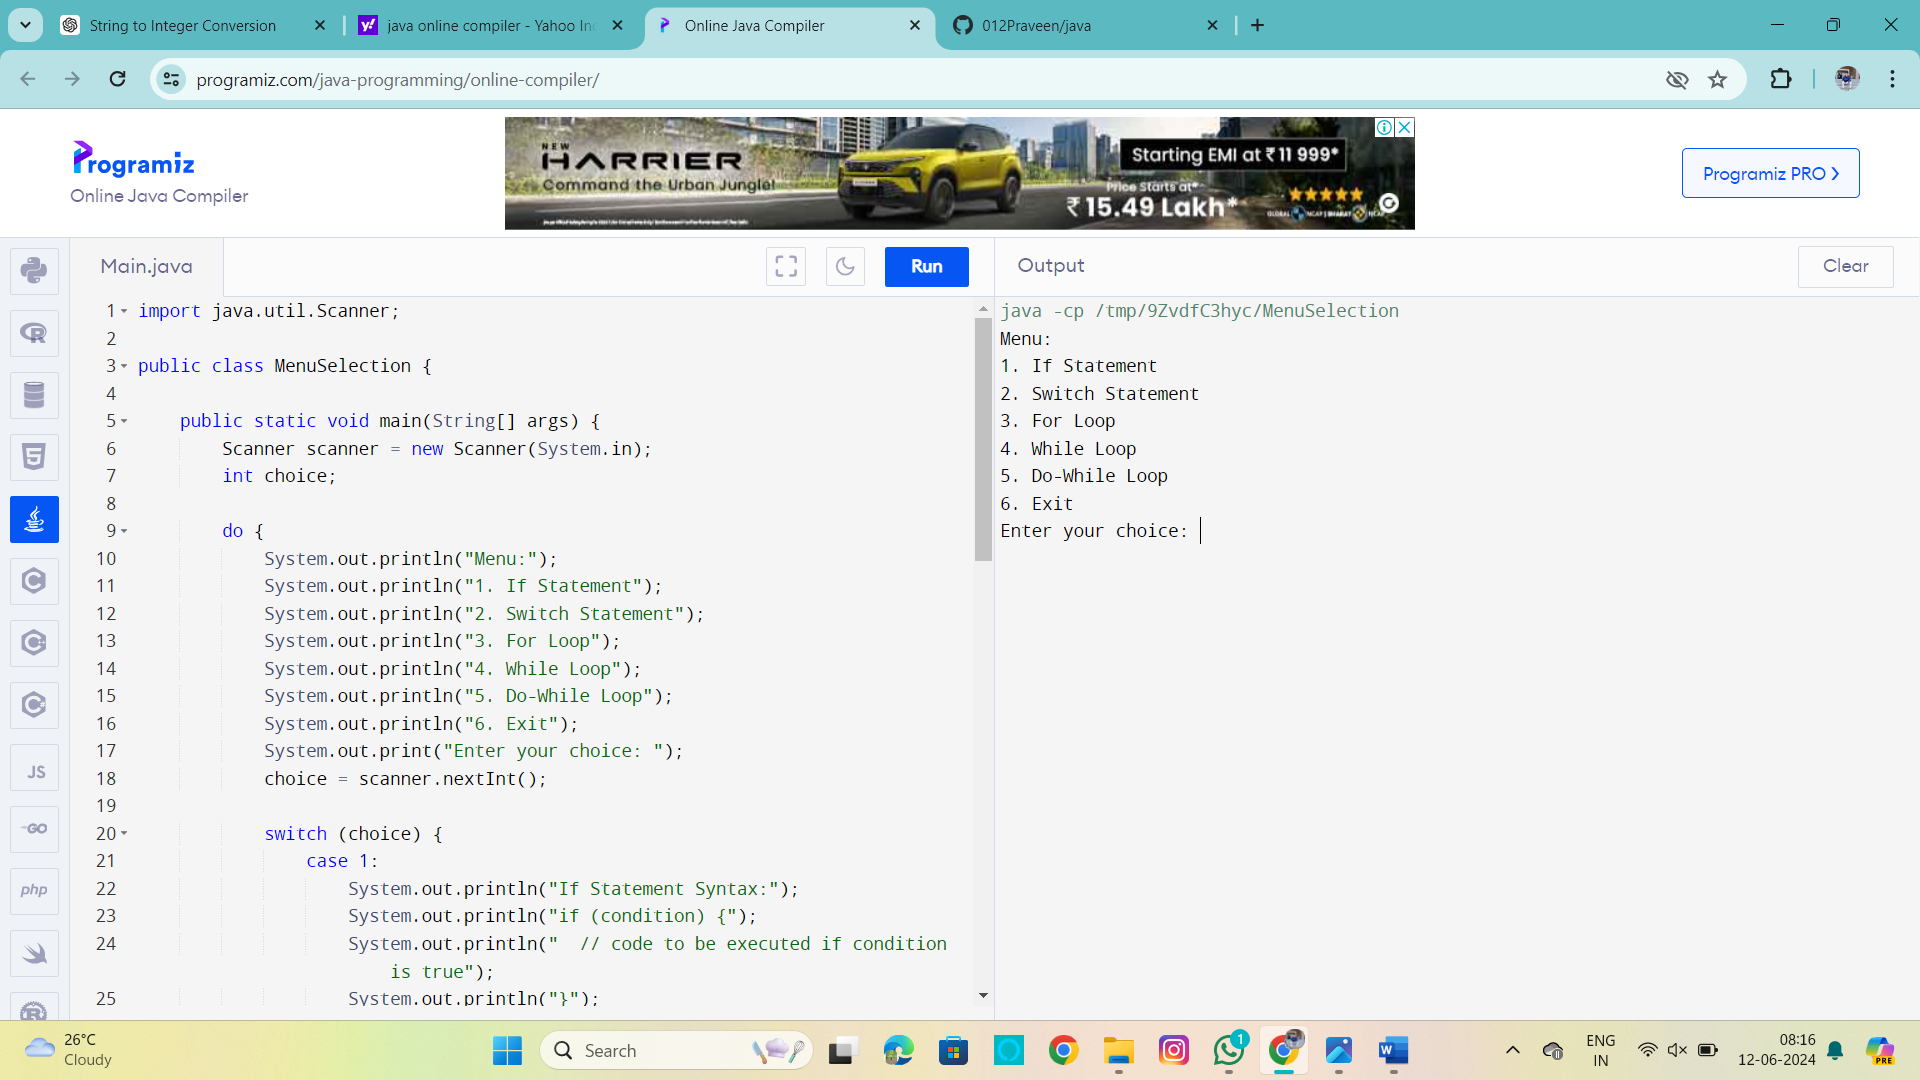 String to Integer Conversion
java online compiler - Yahoo In
Online Java Compiler
012Praveen/java
programiz.com/java-programming/online-compiler/
Programiz
Online Java Compiler
NEW
HARRIER
Command the Urban Jungle!
Starting EMI at ₹11 999*
Price Starts at*
₹15.49 Lakh*
Programiz PRO ›
Main.java
Run
Output
Clear
1 import java.util.Scanner;
2
3 public class MenuSelection {
4
5 public static void main(String[] args) {
6 Scanner scanner = new Scanner(System.in);
7 int choice;
8
9 do {
10 System.out.println("Menu:");
11 System.out.println("1. If Statement");
12 System.out.println("2. Switch Statement");
13 System.out.println("3. For Loop");
14 System.out.println("4. While Loop");
15 System.out.println("5. Do-While Loop");
16 System.out.println("6. Exit");
17 System.out.print("Enter your choice: ");
18 choice = scanner.nextInt();
19
20 switch (choice) {
21 case 1:
22 System.out.println("If Statement Syntax:");
23 System.out.println("if (condition) {");
24 System.out.println("  // code to be executed if condition
is true");
25 System.out.println("}");
java -cp /tmp/9ZvdfC3hyc/MenuSelection
Menu:
1. If Statement
2. Switch Statement
3. For Loop
4. While Loop
5. Do-While Loop
6. Exit
Enter your choice:
JS
GO
php
26°C
Cloudy
Search
1
W
ENG
IN
08:16
12-06-2024
PRE